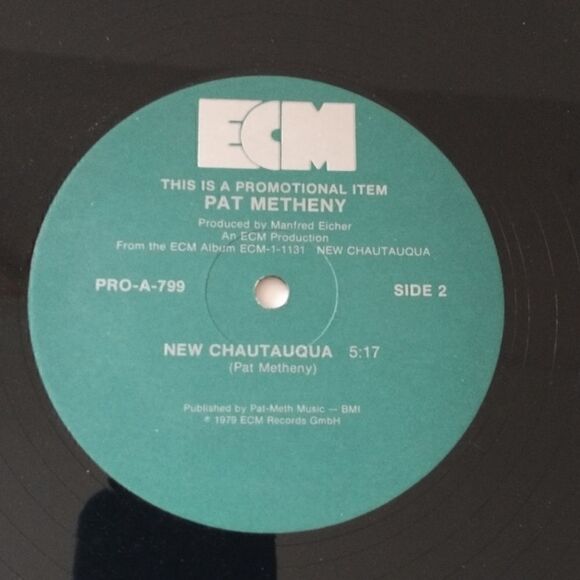 ECM
THIS IS A PROMOTIONAL ITEM
PAT METHENY
Produced by Manfred Eicher
An ECM Production
From the ECM Album ECM-1-1131 NEW CHAUTAUQUA
PRO-A-799 SIDE 2
NEW CHAUTAUQUA 5:17
(Pat Metheny)
Published by Pat-Meth Music — BMI
℗ 1979 ECM Records GmbH